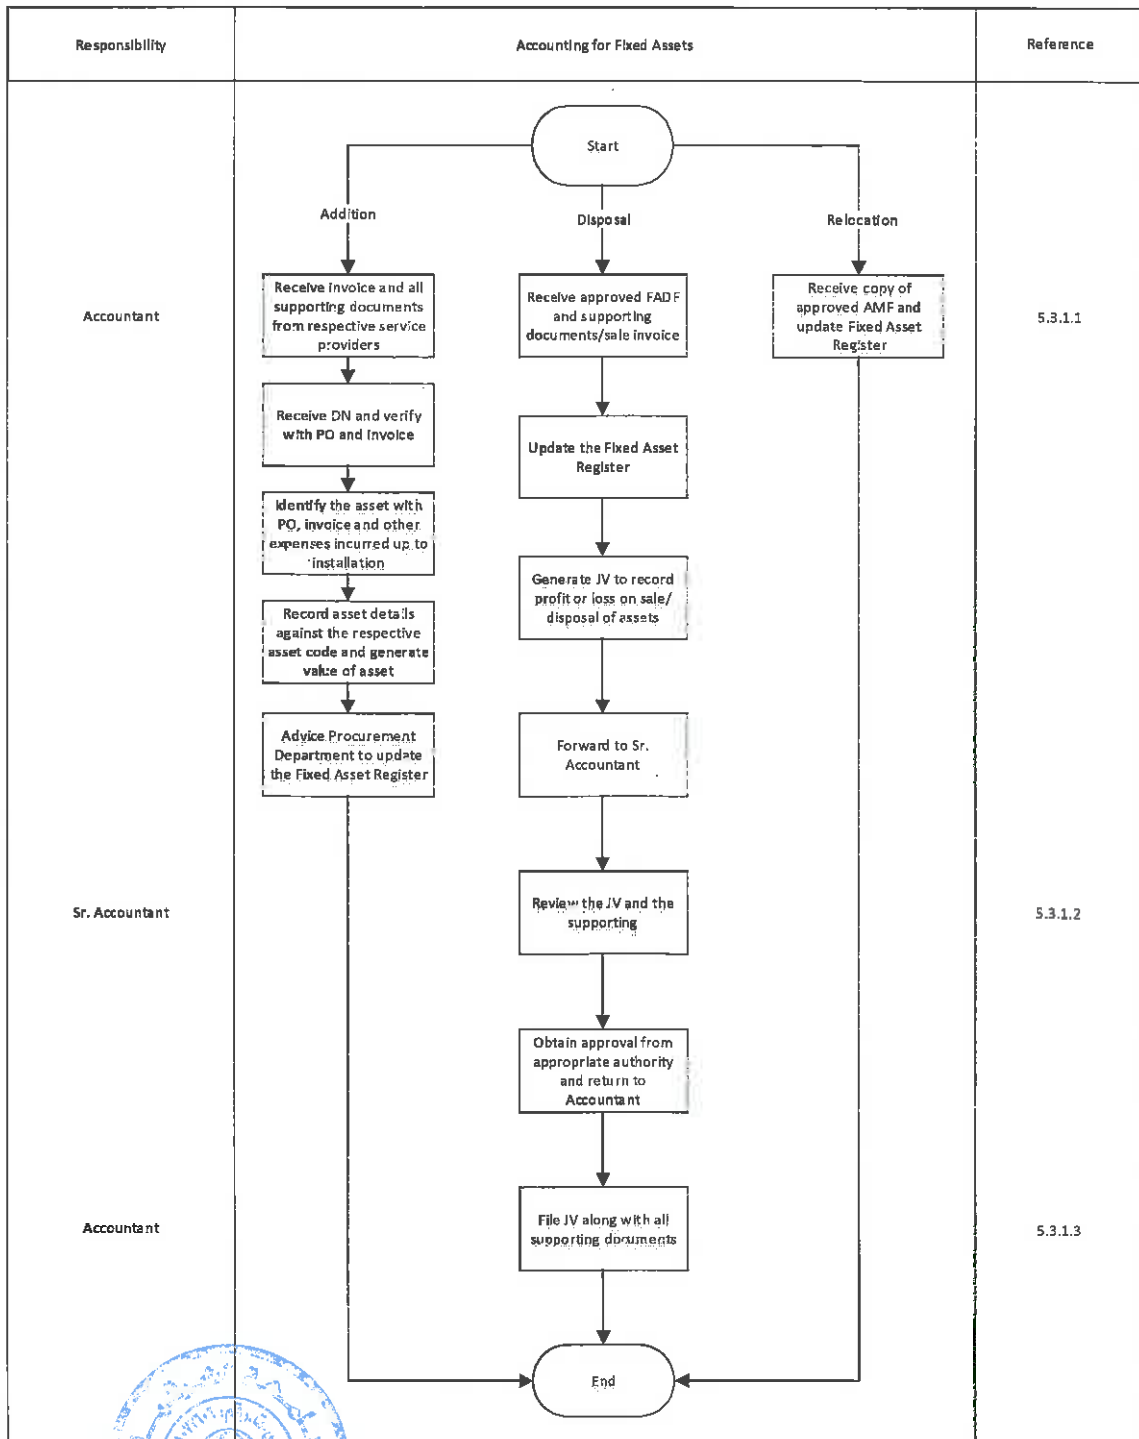 Responsibility
Accounting for Fixed Assets
Reference
Start
Addition
Disposal
Relocation
Accountant
Receive invoice and all
supporting documents
from respective service
providers
Receive approved FADF
and supporting
documents/sale invoice
Receive copy of
approved AMF and
update Fixed Asset
Register
5.3.1.1
Receive DN and verify
with PO and invoice
Update the Fixed Asset
Register
Identify the asset with
PO, invoice and other
expenses incurred up to
installation
Generate JV to record
profit or loss on sale/
disposal of assets
Record asset details
against the respective
asset code and generate
value of asset
Advice Procurement
Department to update
the Fixed Asset Register
Forward to Sr.
Accountant
Sr. Accountant
Review the JV and the
supporting
5.3.1.2
Obtain approval from
appropriate authority
and return to
Accountant
Accountant
File JV along with all
supporting documents
5.3.1.3
End